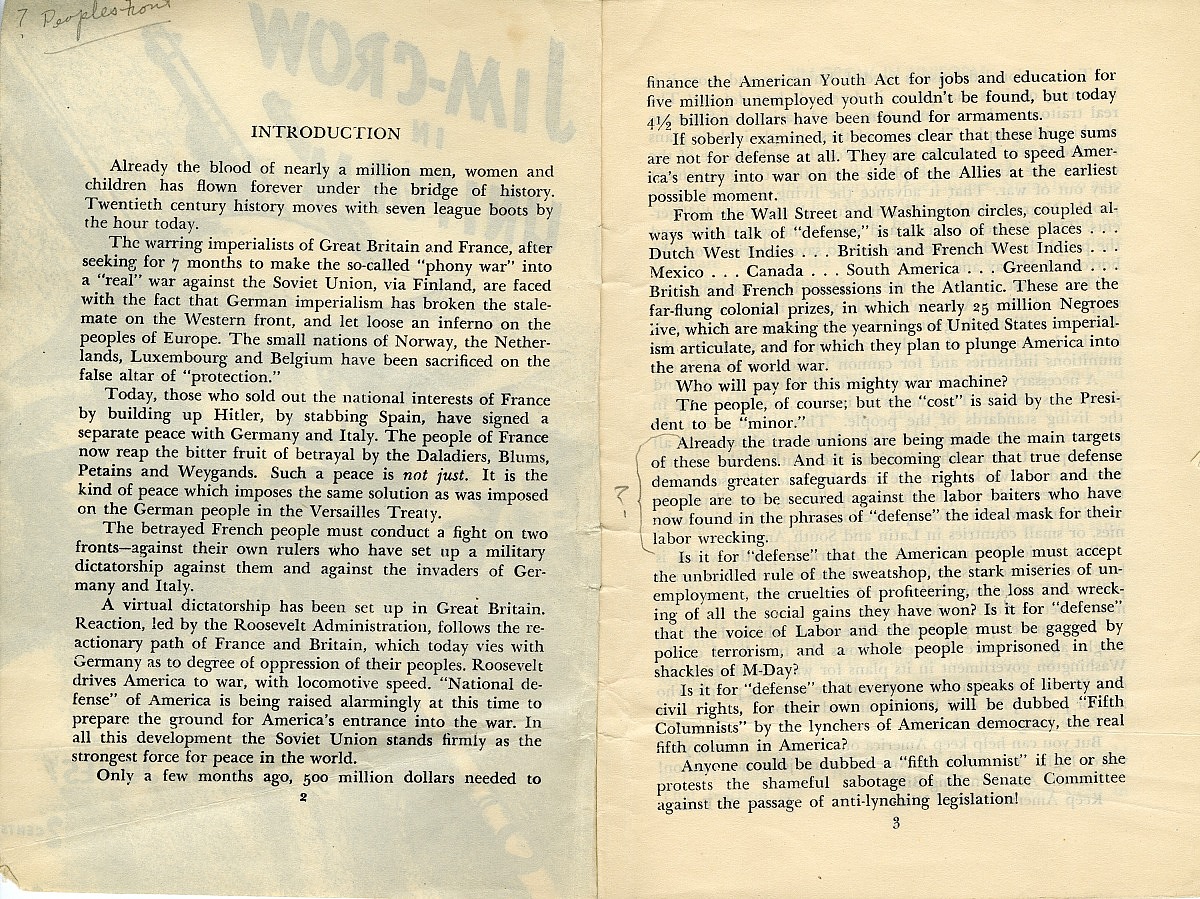 ? Peoples front
JIM-CROW
IN
INTRODUCTION
Already the blood of nearly a million men, women and
children has flown forever under the bridge of history.
Twentieth century history moves with seven league boots by
the hour today.
The warring imperialists of Great Britain and France, after
seeking for 7 months to make the so-called "phony war" into
a "real" war against the Soviet Union, via Finland, are faced
with the fact that German imperialism has broken the stale-
mate on the Western front, and let loose an inferno on the
peoples of Europe. The small nations of Norway, the Nether-
lands, Luxembourg and Belgium have been sacrificed on the
false altar of "protection."
Today, those who sold out the national interests of France
by building up Hitler, by stabbing Spain, have signed a
separate peace with Germany and Italy. The people of France
now reap the bitter fruit of betrayal by the Daladiers, Blums,
Petains and Weygands. Such a peace is not just. It is the
kind of peace which imposes the same solution as was imposed
on the German people in the Versailles Treaty.
The betrayed French people must conduct a fight on two
fronts—against their own rulers who have set up a military
dictatorship against them and against the invaders of Ger-
many and Italy.
A virtual dictatorship has been set up in Great Britain.
Reaction, led by the Roosevelt Administration, follows the re-
actionary path of France and Britain, which today vies with
Germany as to degree of oppression of their peoples. Roosevelt
drives America to war, with locomotive speed. "National de-
fense" of America is being raised alarmingly at this time to
prepare the ground for America's entrance into the war. In
all this development the Soviet Union stands firmly as the
strongest force for peace in the world.
Only a few months ago, 500 million dollars needed to
2
finance the American Youth Act for jobs and education for
five million unemployed youth couldn't be found, but today
4½ billion dollars have been found for armaments.
If soberly examined, it becomes clear that these huge sums
are not for defense at all. They are calculated to speed Amer-
ica's entry into war on the side of the Allies at the earliest
possible moment.
From the Wall Street and Washington circles, coupled al-
ways with talk of "defense," is talk also of these places . . .
Dutch West Indies . . . British and French West Indies . . .
Mexico . . . Canada . . . South America . . . Greenland . . .
British and French possessions in the Atlantic. These are the
far-flung colonial prizes, in which nearly 25 million Negroes
live, which are making the yearnings of United States imperial-
ism articulate, and for which they plan to plunge America into
the arena of world war.
Who will pay for this mighty war machine?
The people, of course; but the "cost" is said by the Presi-
dent to be "minor."
Already the trade unions are being made the main targets
of these burdens. And it is becoming clear that true defense
demands greater safeguards if the rights of labor and the
people are to be secured against the labor baiters who have
now found in the phrases of "defense" the ideal mask for their
labor wrecking.
?
Is it for "defense" that the American people must accept
the unbridled rule of the sweatshop, the stark miseries of un-
employment, the cruelties of profiteering, the loss and wreck-
ing of all the social gains they have won? Is it for "defense"
that the voice of Labor and the people must be gagged by
police terrorism, and a whole people imprisoned in the
shackles of M-Day?
Is it for "defense" that everyone who speaks of liberty and
civil rights, for their own opinions, will be dubbed "Fifth
Columnists" by the lynchers of American democracy, the real
fifth column in America?
Anyone could be dubbed a "fifth columnist" if he or she
protests the shameful sabotage of the Senate Committee
against the passage of anti-lynching legislation!
3